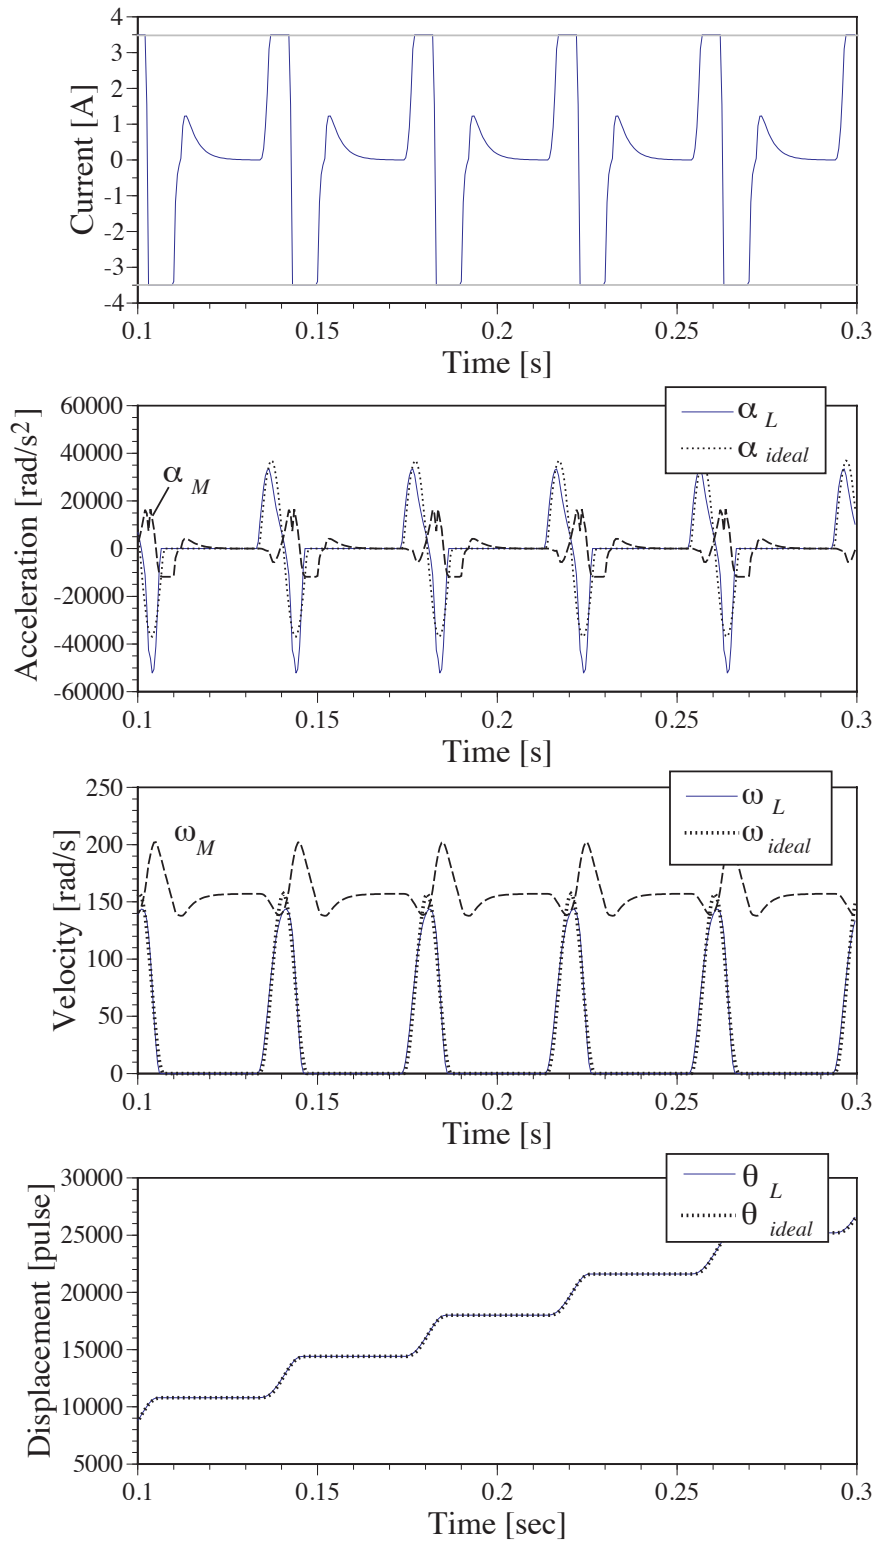 4
3
2
1
0
-1
-2
-3
-4
Current [A]
0.1 0.15 0.2 0.25 0.3
Time [s]
60000
40000
20000
0
-20000
-40000
-60000
Acceleration [rad/s²]
α M
α L
α ideal
0.1 0.15 0.2 0.25 0.3
Time [s]
250
200
150
100
50
0
Velocity [rad/s]
ω M
ω L
ω ideal
0.1 0.15 0.2 0.25 0.3
Time [s]
30000
25000
20000
15000
10000
5000
Displacement [pulse]
θ L
θ ideal
0.1 0.15 0.2 0.25 0.3
Time [sec]